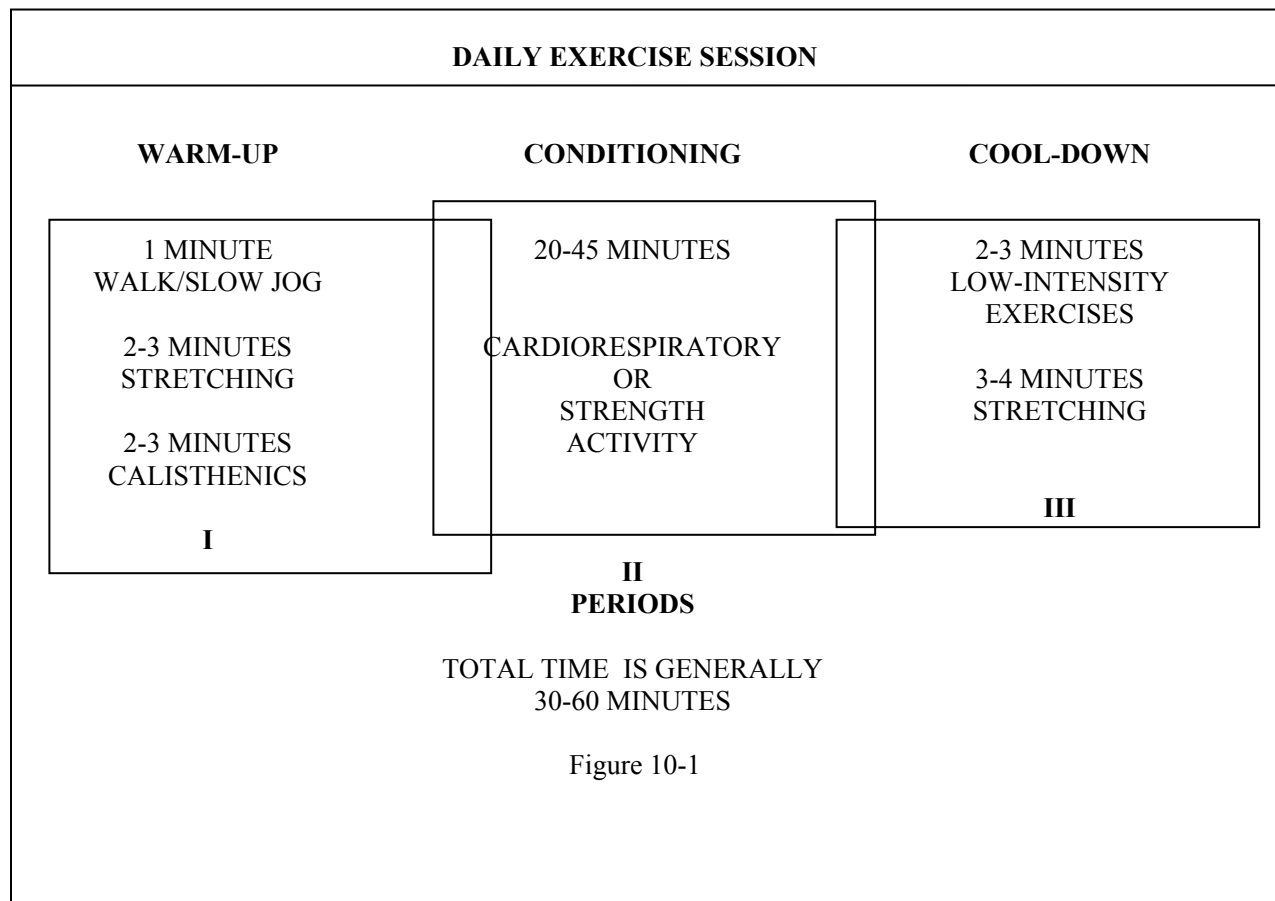 DAILY EXERCISE SESSION
WARM-UP
1 MINUTE
WALK/SLOW JOG
2-3 MINUTES
STRETCHING
2-3 MINUTES
CALISTHENICS
I
CONDITIONING
20-45 MINUTES
CARDIORESPIRATORY
OR
STRENGTH
ACTIVITY
II
COOL-DOWN
2-3 MINUTES
LOW-INTENSITY
EXERCISES
3-4 MINUTES
STRETCHING
III
PERIODS
TOTAL TIME IS GENERALLY
30-60 MINUTES
Figure 10-1